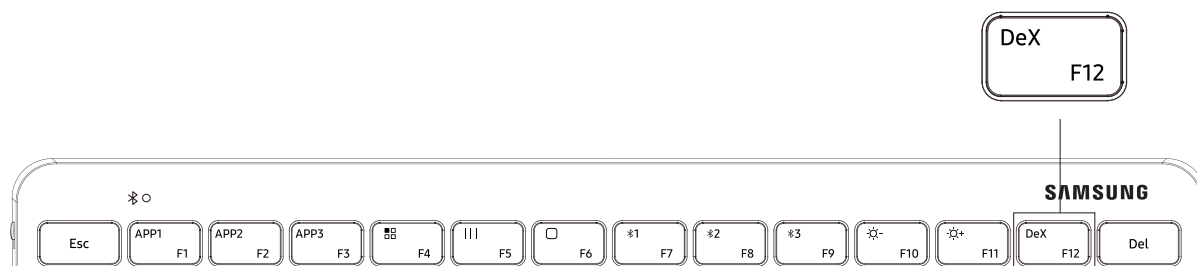 DeX
F12
SAMSUNG
Esc
APP1
F1
APP2
F2
APP3
F3
F4
F5
F6
1
F7
2
F8
3
F9
-
F10
+
F11
DeX
F12
Del